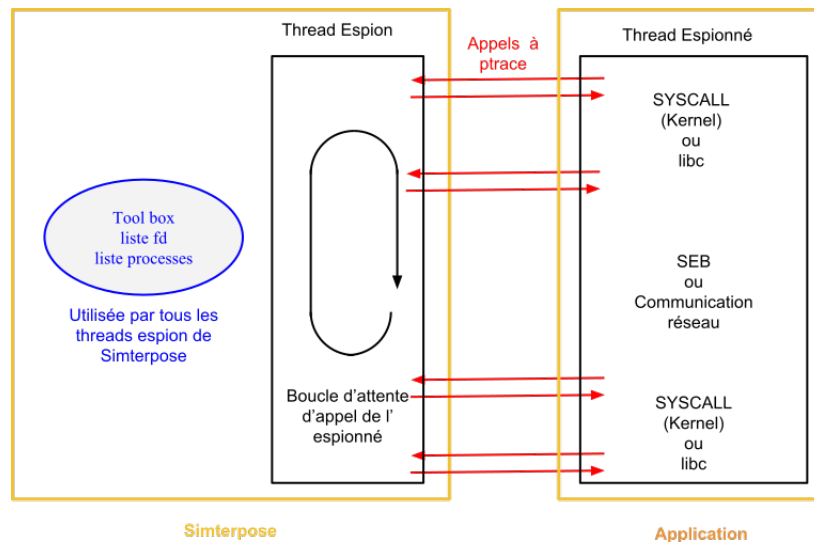 Thread Espion
Appels à
ptrace
Thread Espionné
SYSCALL
(Kernel)
ou
libc
Tool box
liste fd
liste processes
Utilisée par tous les
threads espion de
Simterpose
SEB
ou
Communication
réseau
Boucle d'attente
d'appel de l'
espionné
SYSCALL
(Kernel)
ou
libc
Simterpose
Application